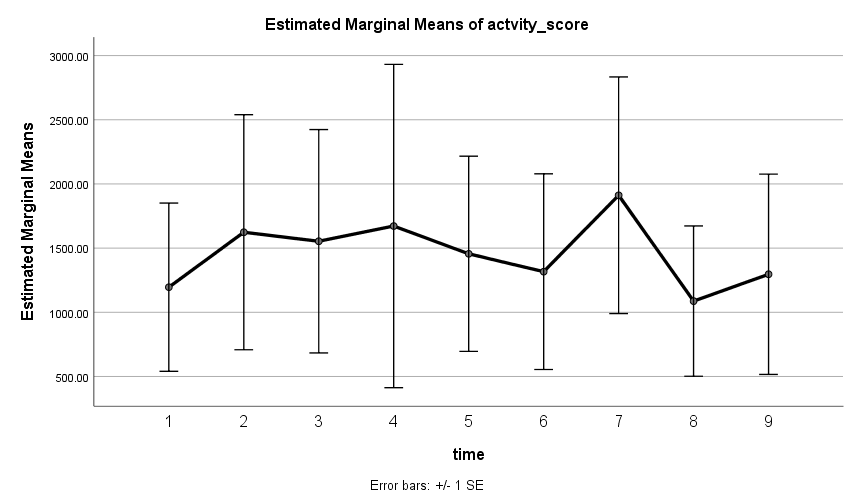 Estimated Marginal Means of actvity_score
Estimated Marginal Means
3000.00
2500.00
2000.00
1500.00
1000.00
500.00
1 2 3 4 5 6 7 8 9
time
Error bars: +/- 1 SE